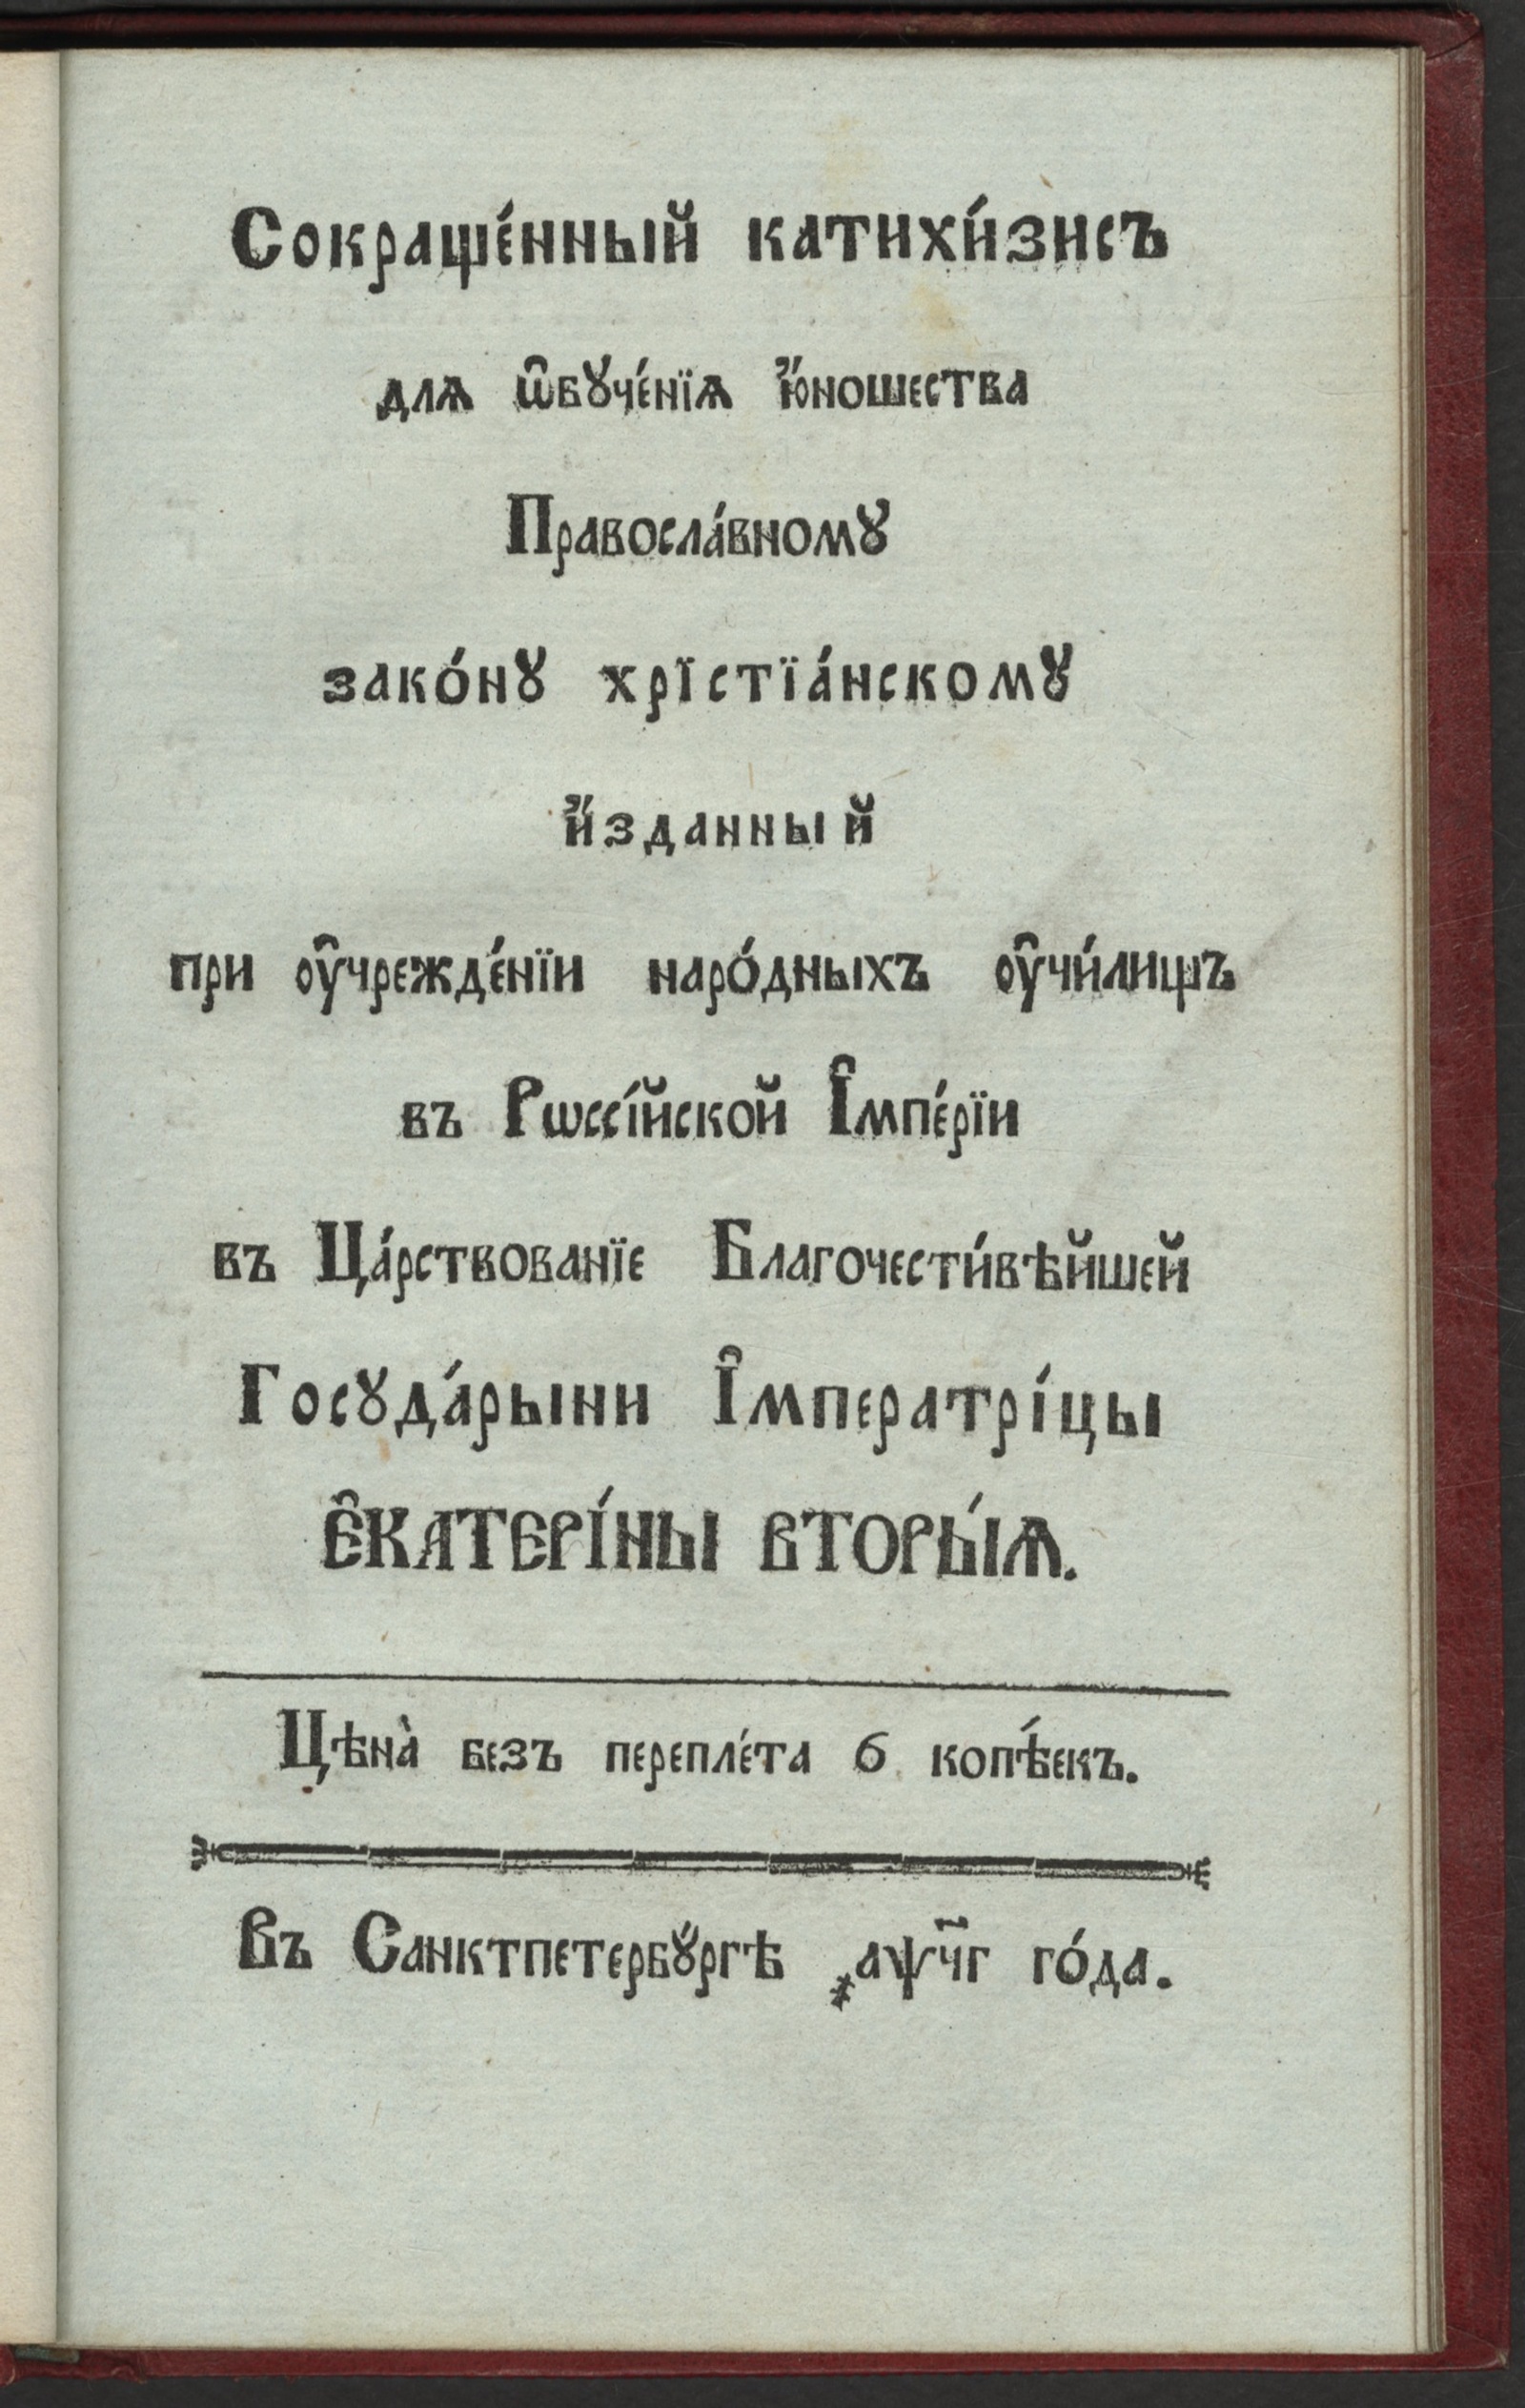 Сокраще́нный катихи́зисъ
для ѡ҆бꙋче́нїѧ ю҆́ношества
Правосла́вномꙋ
зако́нꙋ хрїстїа́нскомꙋ
и҆́зданный
при ᲂу҆чрежде́нїи наро́дныхъ ᲂу҆чи́лищъ
въ Рѡссі́йской І҆мпе́рїи
въ Ца́рствованїе Благочести́вѣйшей
Госꙋда́рыни І҆мператрі́цы
Е҆КАТЕРІ́НЫ ВТОРЫ́Ѧ.
Цѣна̀ безъ перепле́та 6 копѣ́екъ.
Въ Санктпетербꙋ́ргѣ ҂аѱч҃г го́да.